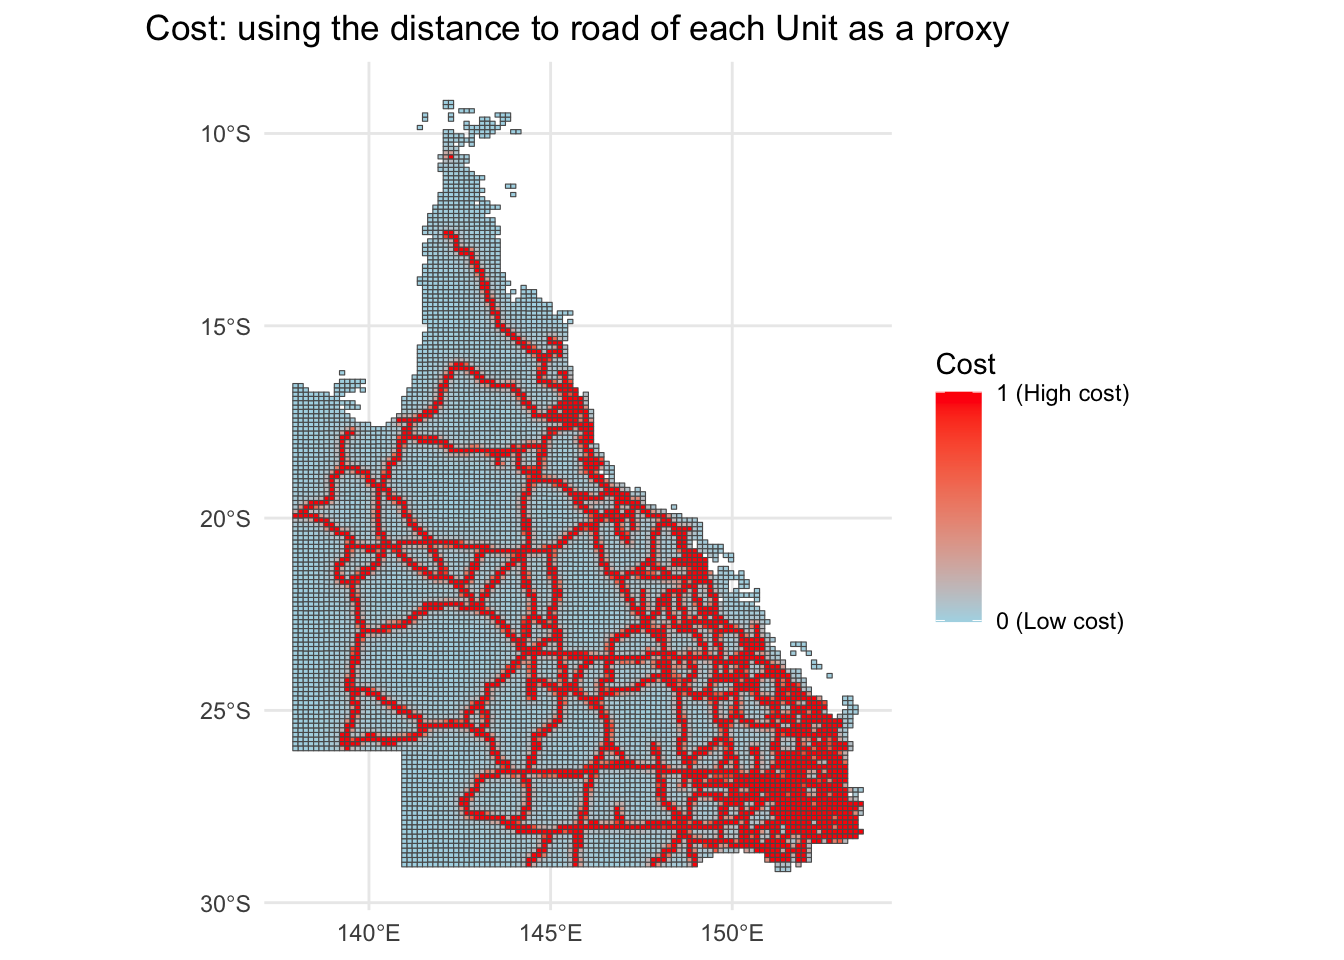 Cost: using the distance to road of each Unit as a proxy
10°S
15°S
20°S
25°S
30°S
140°E
145°E
150°E
Cost
1 (High cost)
0 (Low cost)